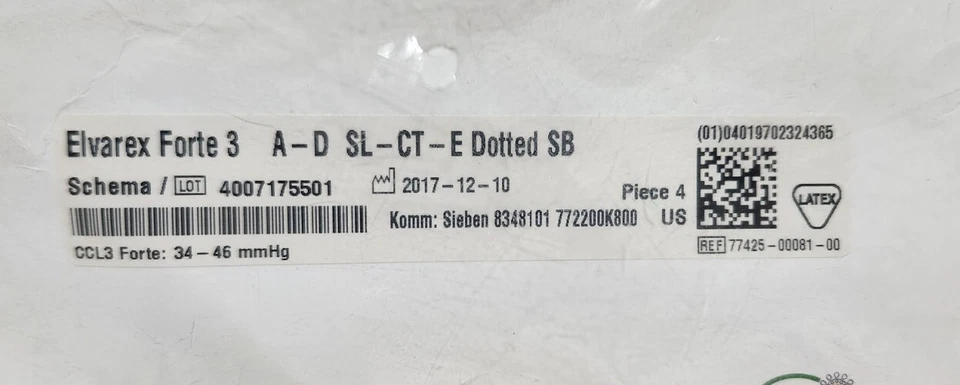 Elvarex Forte 3 A-D SL-CT-E Dotted SB
(01)04019702324365
Schema / LOT 4007175501 2017-12-10
Piece 4
LATEX
Komm: Sieben 8348101 772200K800 US
CCL3 Forte: 34-46 mmHg
REF 77425-00081-00